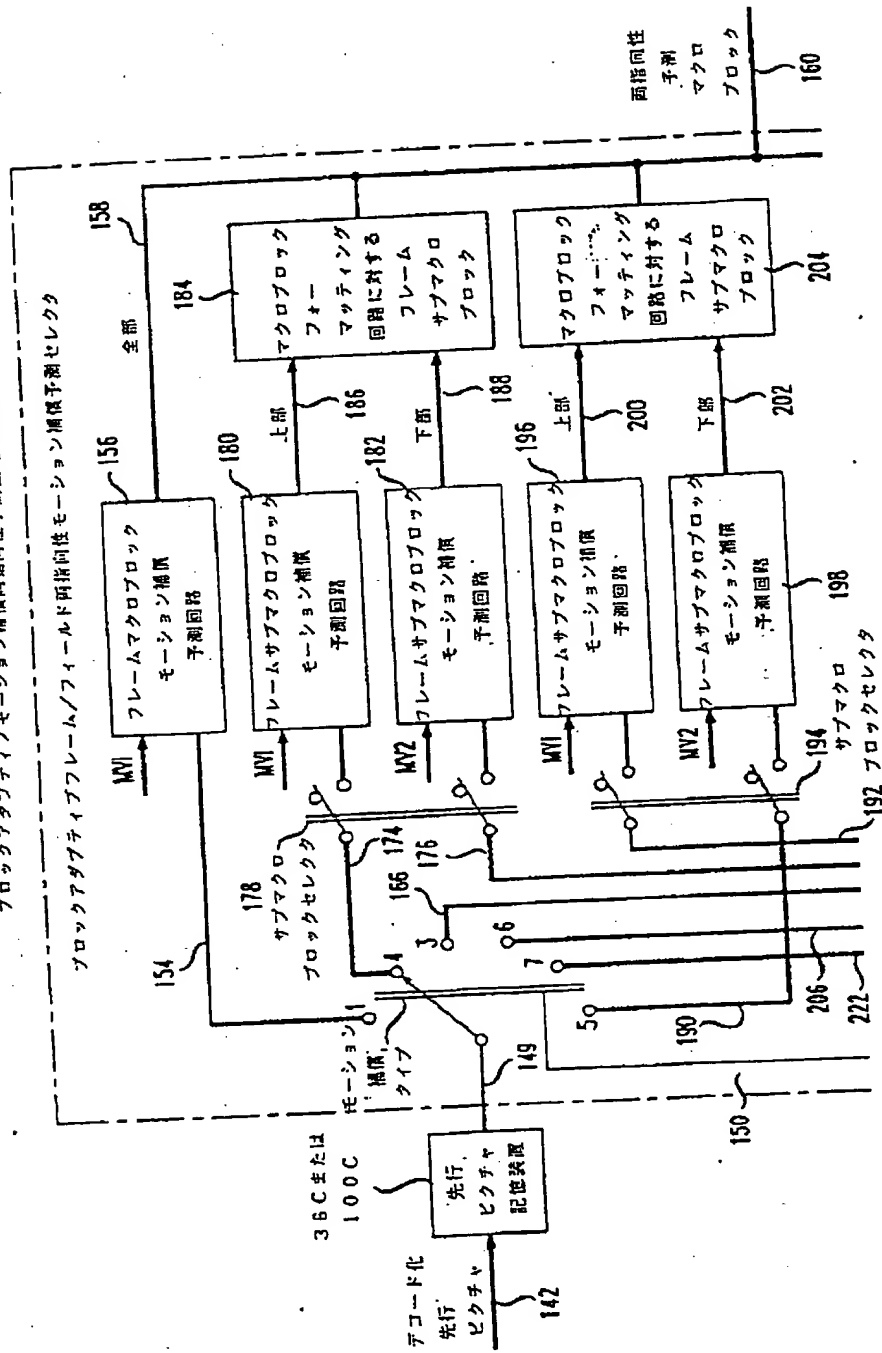 ブロックアダプティブフレーム/フィールド両指向性モーション補償予測セレクタ
デコード化
先行
ピクチャ
142
36Cまたは
100C
先行
ピクチャ
記憶装置
149
150
モーション
補償
タイプ
1
4
3
6
7
5
154
166
174
176
178
サブマクロ
ブロックセレクタ
190
206
222
192
194
サブマクロ
ブロックセレクタ
MV1
フレームマクロブロック
モーション補償
予測回路
156
全部
158
MV1
フレームサブマクロブロック
モーション補償
予測回路
180
上部
186
MV2
フレームサブマクロブロック
モーション補償
予測回路
182
下部
188
マクロブロック
フォー
マッティング
回路に対する
フレーム
サブマクロ
ブロック
184
MV1
フレームサブマクロブロック
モーション補償
予測回路
196
上部
200
MV2
フレームサブマクロブロック
モーション補償
予測回路
198
下部
202
マクロブロック
フォー
マッティング
回路に対する
フレーム
サブマクロ
ブロック
204
両指向性
予測
マクロ
ブロック
160